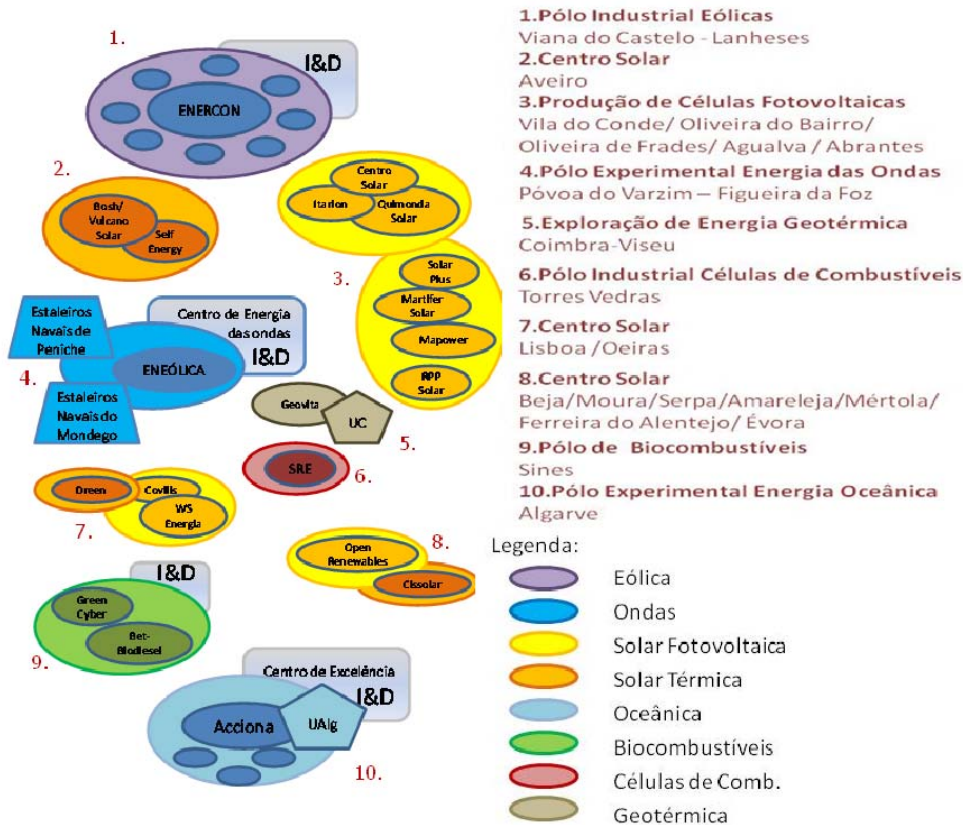 1.
I&D
ENERCON
2.
Bosh/
Vulcano
Solar
Self
Energy
Centro
Solar
Itarion
Quimonda
Solar
3.
Solar
Plus
Martifer
Solar
Mapower
RPP
Solar
Estaleiros
Navais de
Peniche
Centro de Energia
das ondas
I&D
ENEÓLICA
4.
Estaleiros
Navais do
Mondego
Geovita
UC
5.
SRE
6.
Dreen
Covilis
WS
Energia
7.
Open
Renewables
8.
Clssolar
I&D
Green
Cyber
Bet-
Biodiesel
9.
Centro de Excelência
I&D
Acciona
UAlg
10.
1.Pólo Industrial Eólicas
Viana do Castelo - Lanheses
2.Centro Solar
Aveiro
3.Produção de Células Fotovoltaicas
Vila do Conde/ Oliveira do Bairro/
Oliveira de Frades/ Agualva / Abrantes
4.Pólo Experimental Energia das Ondas
Póvoa do Varzim – Figueira da Foz
5.Exploração de Energia Geotérmica
Coimbra-Viseu
6.Pólo Industrial Células de Combustíveis
Torres Vedras
7.Centro Solar
Lisboa /Oeiras
8.Centro Solar
Beja/Moura/Serpa/Amareleja/Mértola/
Ferreira do Alentejo/ Évora
9.Pólo de Biocombustíveis
Sines
10.Pólo Experimental Energia Oceânica
Algarve
Legenda:
Eólica
Ondas
Solar Fotovoltaica
Solar Térmica
Oceânica
Biocombustíveis
Células de Comb.
Geotérmica